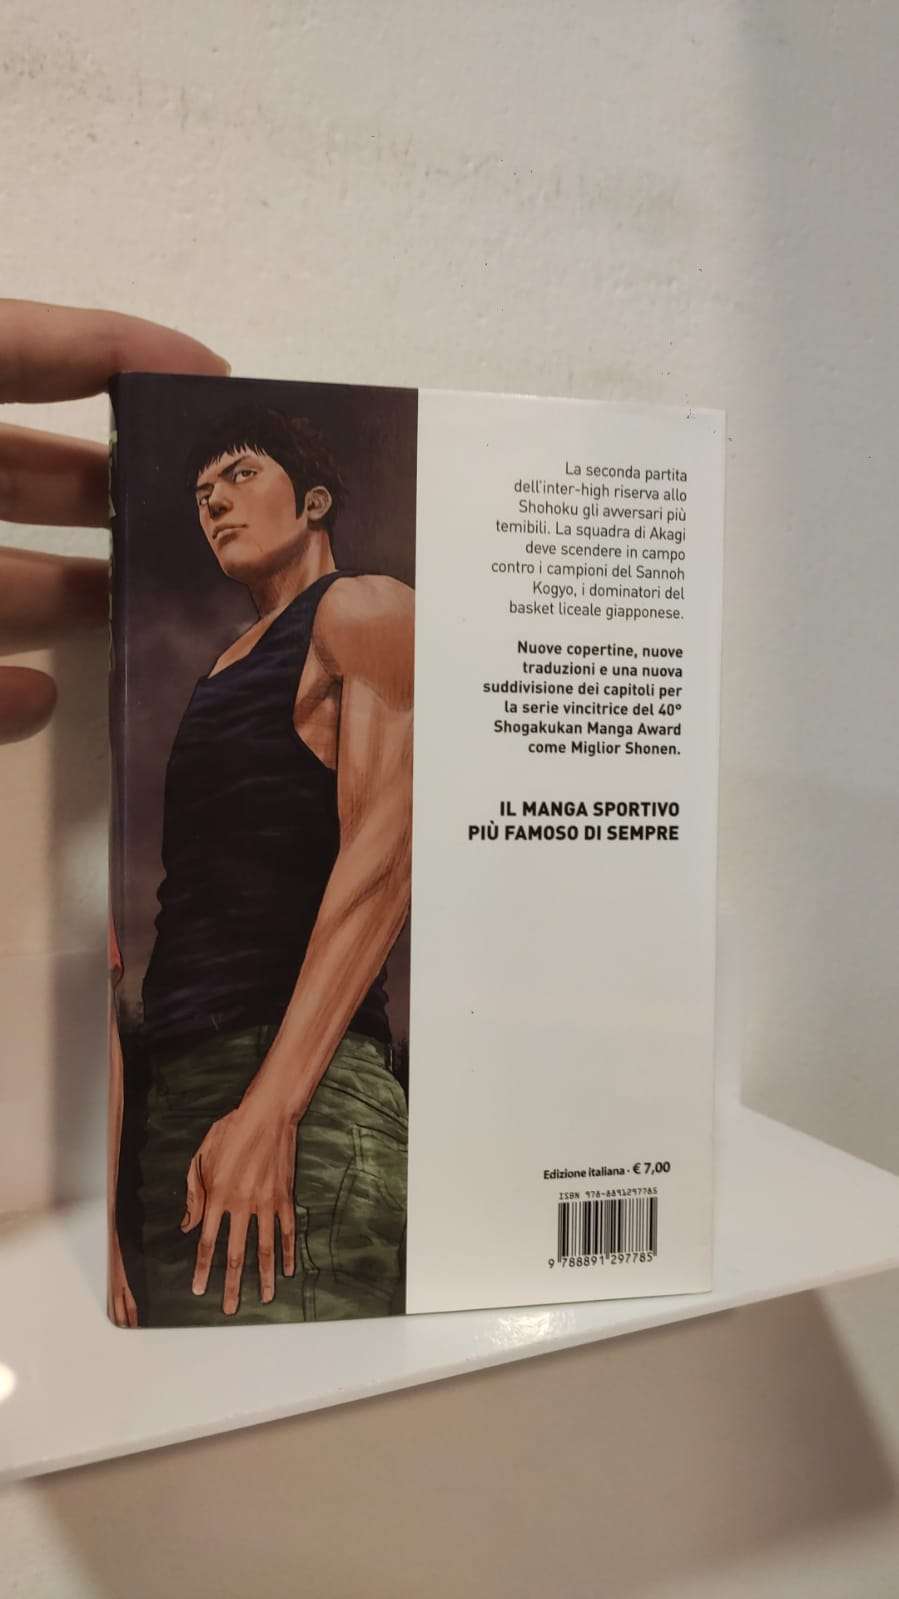 La seconda partita
dell'inter-high riserva allo
Shohoku gli avversari più
temibili. La squadra di Akagi
deve scendere in campo
contro i campioni del Sannoh
Kogyo, i dominatori del
basket liceale giapponese.
Nuove copertine, nuove
traduzioni e una nuova
suddivisione dei capitoli per
la serie vincitrice del 40°
Shogakukan Manga Award
come Miglior Shonen.
IL MANGA SPORTIVO
PIÙ FAMOSO DI SEMPRE
Edizione italiana · € 7,00
ISBN 978-8891297785
9 788891 297785